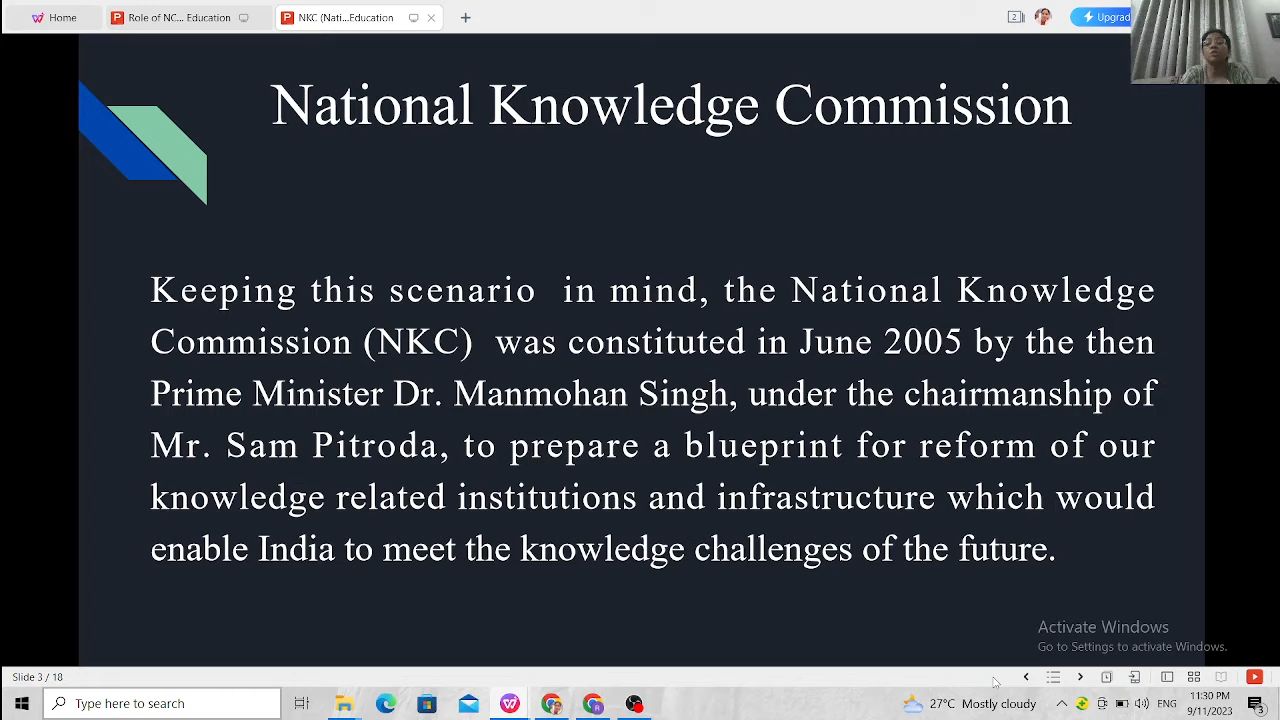 Home
Role of NC... Education
NKC (Nati...Education
2
Upgrad
National Knowledge Commission
Keeping this scenario in mind, the National Knowledge
Commission (NKC) was constituted in June 2005 by the then
Prime Minister Dr. Manmohan Singh, under the chairmanship of
Mr. Sam Pitroda, to prepare a blueprint for reform of our
knowledge related institutions and infrastructure which would
enable India to meet the knowledge challenges of the future.
Activate Windows
Go to Settings to activate Windows.
Slide 3 / 18
Type here to search
27°C Mostly cloudy
ENG
11:30 PM
9/11/2023
3